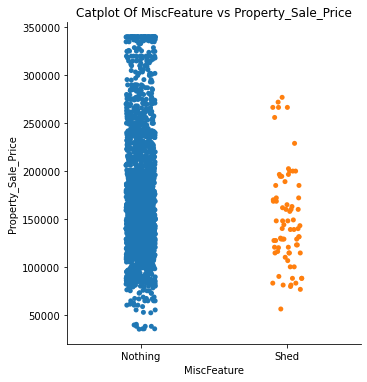 Catplot Of MiscFeature vs Property_Sale_Price
350000
300000
250000
200000
150000
100000
50000
Property_Sale_Price
Nothing
Shed
MiscFeature